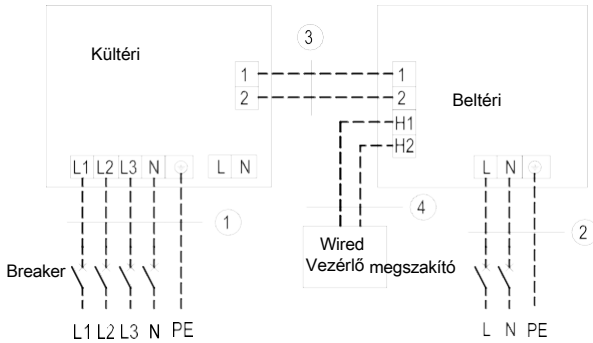 Kültéri
3
1
2
1
2
H1
H2
Beltéri
L1 L2 L3 N
L N
L N
1
4
2
Wired
Vezérlő
Breaker
megszakító
L1 L2 L3 N PE
L N PE